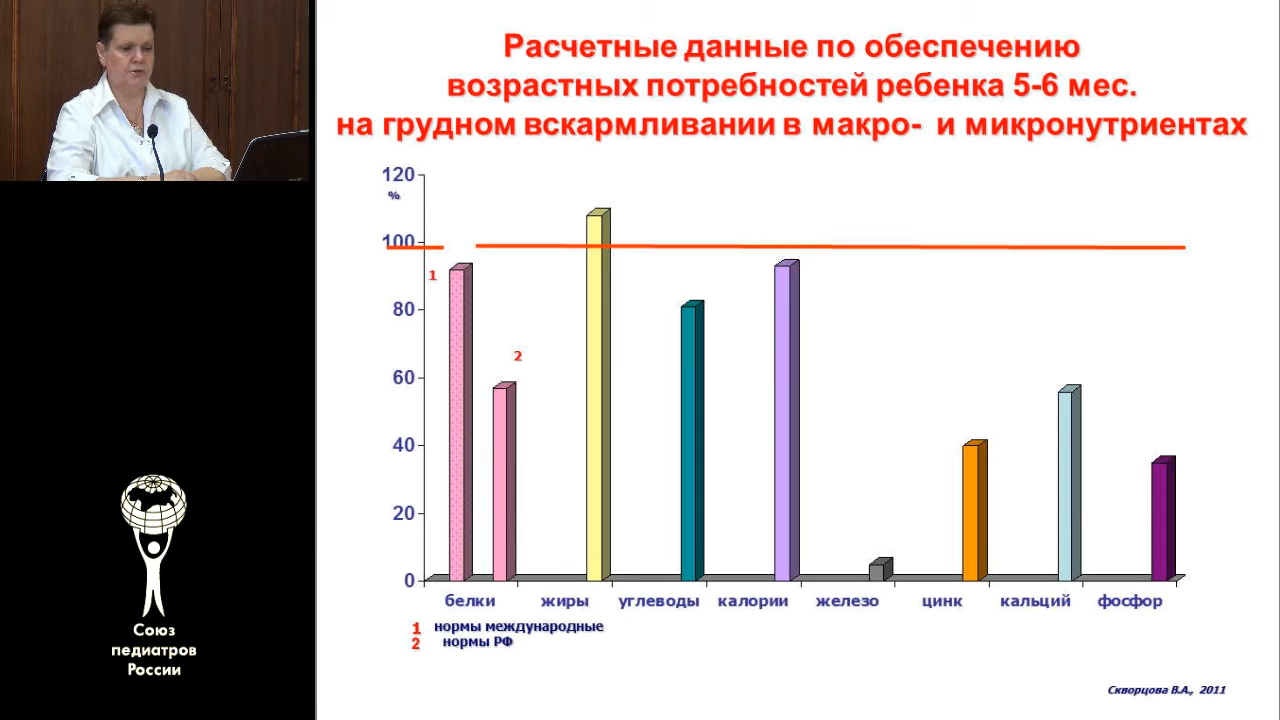 Расчетные данные по обеспечению
возрастных потребностей ребенка 5-6 мес.
на грудном вскармливании в макро- и микронутриентах
120
%
100
80
60
40
20
0
1
2
белки жиры углеводы калории железо цинк кальций фосфор
1 нормы международные
2 нормы РФ
Скворцова В.А., 2011
Союз
педиатров
России